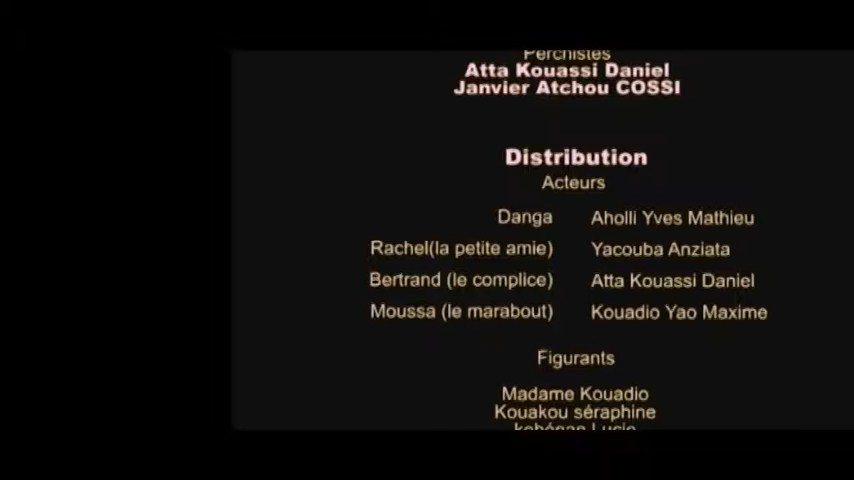 Perchistes
Atta Kouassi Daniel
Janvier Atchou COSSI
Distribution
Acteurs
Danga Aholli Yves Mathieu
Rachel(la petite amie) Yacouba Anziata
Bertrand (le complice) Atta Kouassi Daniel
Moussa (le marabout) Kouadio Yao Maxime
Figurants
Madame Kouadio
Kouakou séraphine